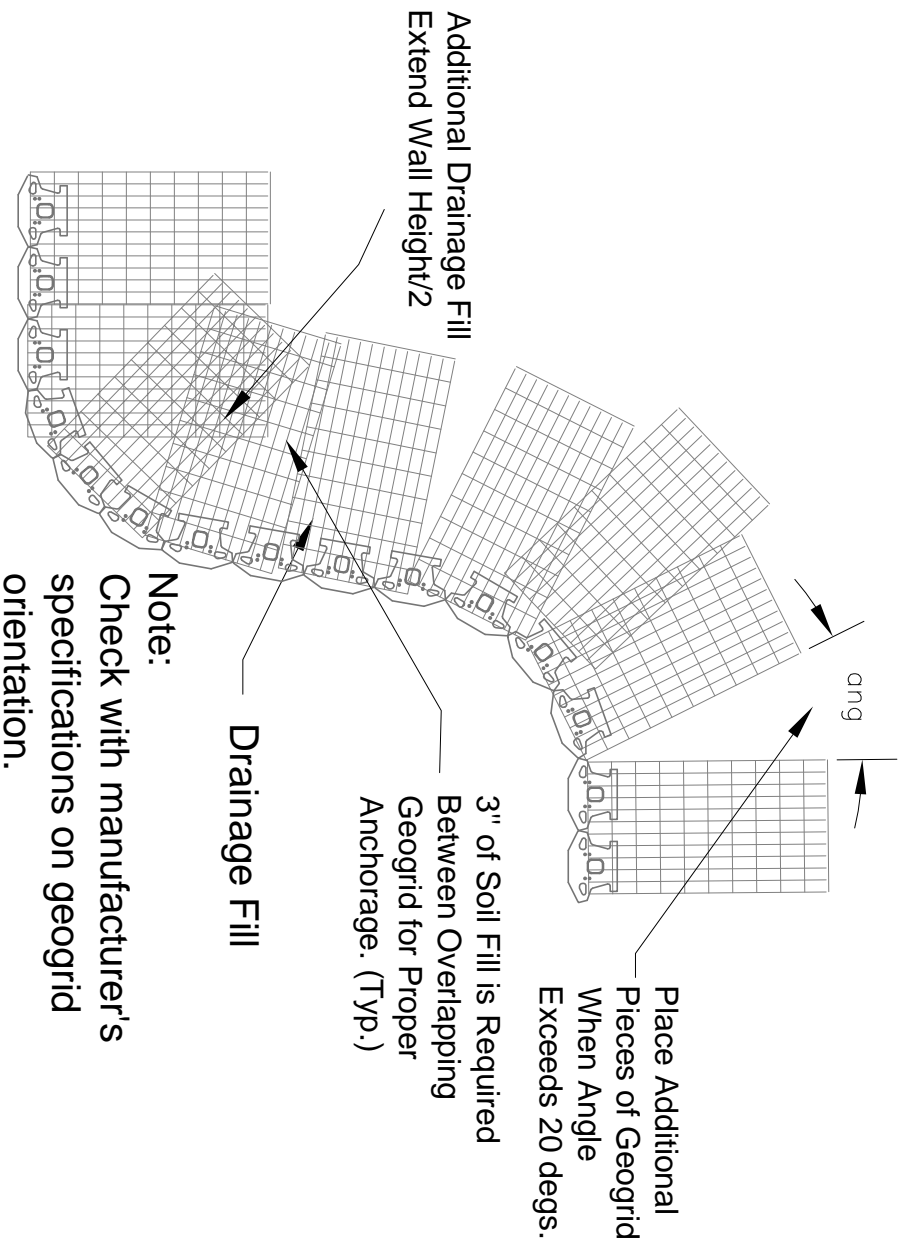 Additional Drainage Fill
Extend Wall Height/2
ang
Place Additional
Pieces of Geogrid
When Angle
Exceeds 20 degs.
3" of Soil Fill is Required
Between Overlapping
Geogrid for Proper
Anchorage. (Typ.)
Drainage Fill
Note:
Check with manufacturer's
specifications on geogrid
orientation.